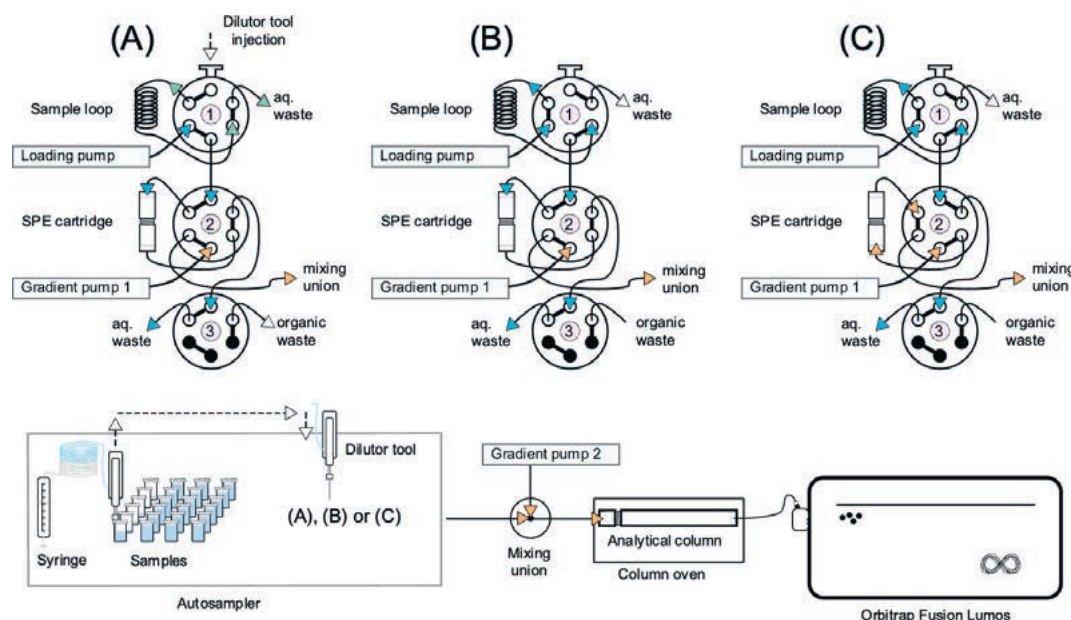 (A)
Dilutor tool
injection
Sample loop
1
aq.
waste
Loading pump
SPE cartridge
2
Gradient pump 1
mixing
union
aq.
waste
3
organic
waste
(B)
Sample loop
1
aq.
waste
Loading pump
SPE cartridge
2
Gradient pump 1
mixing
union
aq.
waste
3
organic
waste
(C)
Sample loop
1
aq.
waste
Loading pump
SPE cartridge
2
Gradient pump 1
mixing
union
aq.
waste
3
organic
waste
Dilutor tool
(A), (B) or (C)
Syringe
Samples
Autosampler
Gradient pump 2
Mixing
union
Analytical column
Column oven
Orbitrap Fusion Lumos